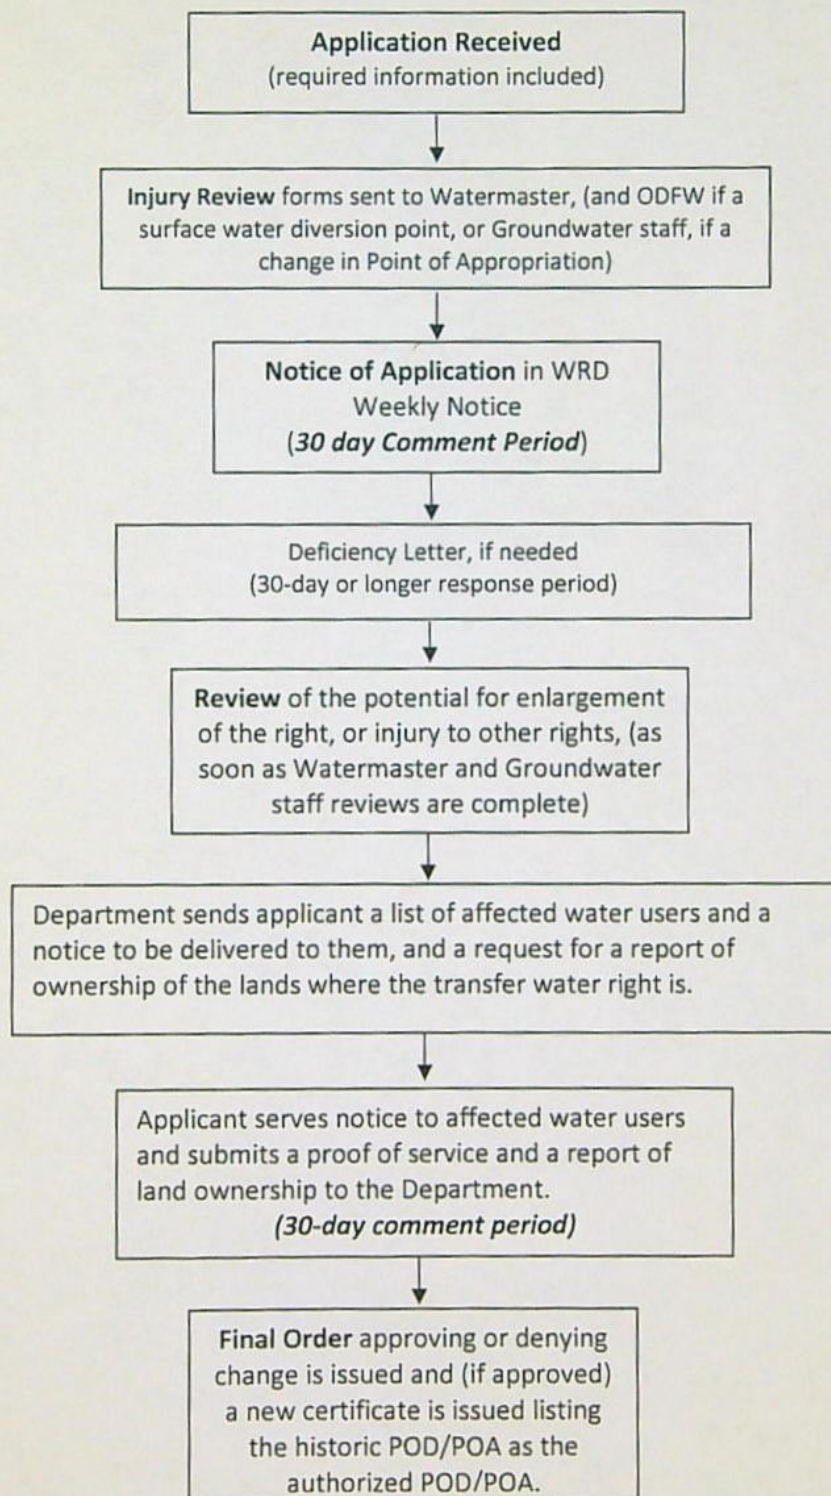 Application Received
(required information included)
Injury Review forms sent to Watermaster, (and ODFW if a
surface water diversion point, or Groundwater staff, if a
change in Point of Appropriation)
Notice of Application in WRD
Weekly Notice
(30 day Comment Period)
Deficiency Letter, if needed
(30-day or longer response period)
Review of the potential for enlargement
of the right, or injury to other rights, (as
soon as Watermaster and Groundwater
staff reviews are complete)
Department sends applicant a list of affected water users and a
notice to be delivered to them, and a request for a report of
ownership of the lands where the transfer water right is.
Applicant serves notice to affected water users
and submits a proof of service and a report of
land ownership to the Department.
(30-day comment period)
Final Order approving or denying
change is issued and (if approved)
a new certificate is issued listing
the historic POD/POA as the
authorized POD/POA.